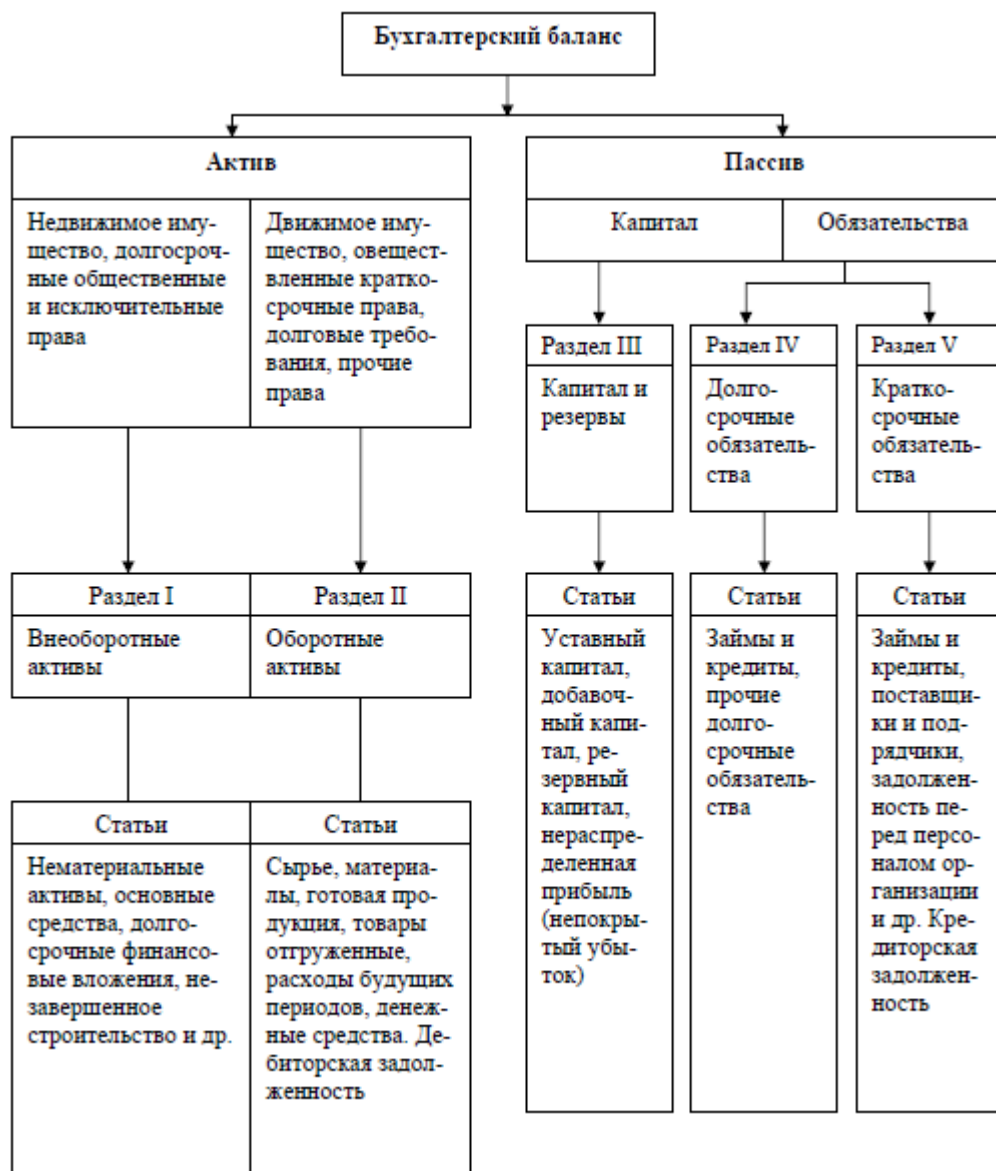 Бухгалтерский баланс
Актив
Недвижимое иму-
щество, долгосроч-
ные общественные
и исключительные
права
Движимое иму-
щество, овещест-
вленные кратко-
срочные права,
долговые требо-
вания, прочие
права
Раздел I
Внеоборотные
активы
Раздел II
Оборотные
активы
Статьи
Нематериальные
активы, основные
средства, долго-
срочные финансо-
вые вложения, не-
завершенное
строительство и др.
Статьи
Сырье, материа-
лы, готовая про-
дукция, товары
отгруженные,
расходы будущих
периодов, денеж-
ные средства. Де-
биторская задол-
женность
Пассив
Капитал
Обязательства
Раздел III
Капитал и
резервы
Раздел IV
Долго-
срочные
обязатель-
ства
Раздел V
Кратко-
срочные
обязатель-
ства
Статьи
Уставный
капитал,
добавоч-
ный капи-
тал, ре-
зервный
капитал,
нераспре-
деленная
прибыль
(непокры-
тый убы-
ток)
Статьи
Займы и
кредиты,
прочие
долго-
срочные
обязатель-
ства
Статьи
Займы и
кредиты,
поставщи-
ки и под-
рядчики,
задолжен-
ность пе-
ред персо-
налом ор-
ганизации
и др. Кре-
диторская
задолжен-
ность